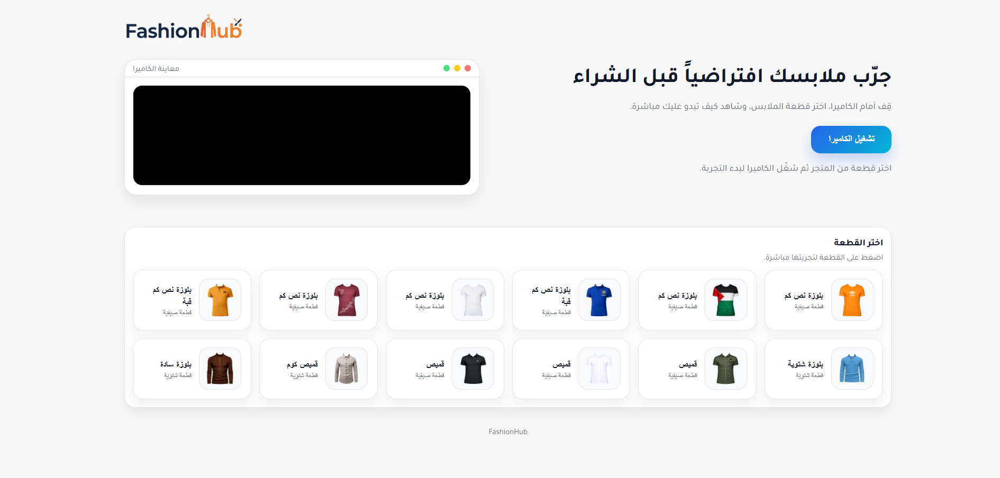 FashionHub
جرّب ملابسك افتراضياً قبل الشراء
قِف أمام الكاميرا، اختر قطعة الملابس، وشاهد كيف تبدو عليك مباشرة.
تشغيل الكاميرا
اختر قطعة من المتجر ثم شغّل الكاميرا لبدء التجربة.
معاينة الكاميرا
اختر القطعة
اضغط على القطعة لتجربتها مباشرة.
بلوزة نص كم
قطعة صيفية
بلوزة نص كم
قطعة صيفية
بلوزة نص كم
قبة
قطعة صيفية
بلوزة نص كم
قطعة صيفية
بلوزة نص كم
قطعة صيفية
بلوزة نص كم
قبة
قطعة صيفية
بلوزة شتوية
قطعة شتوية
قميص
قطعة صيفية
قميص
قطعة صيفية
قميص
قطعة صيفية
قميص كوم
قطعة شتوية
بلوزة سادة
قطعة شتوية
FashionHub